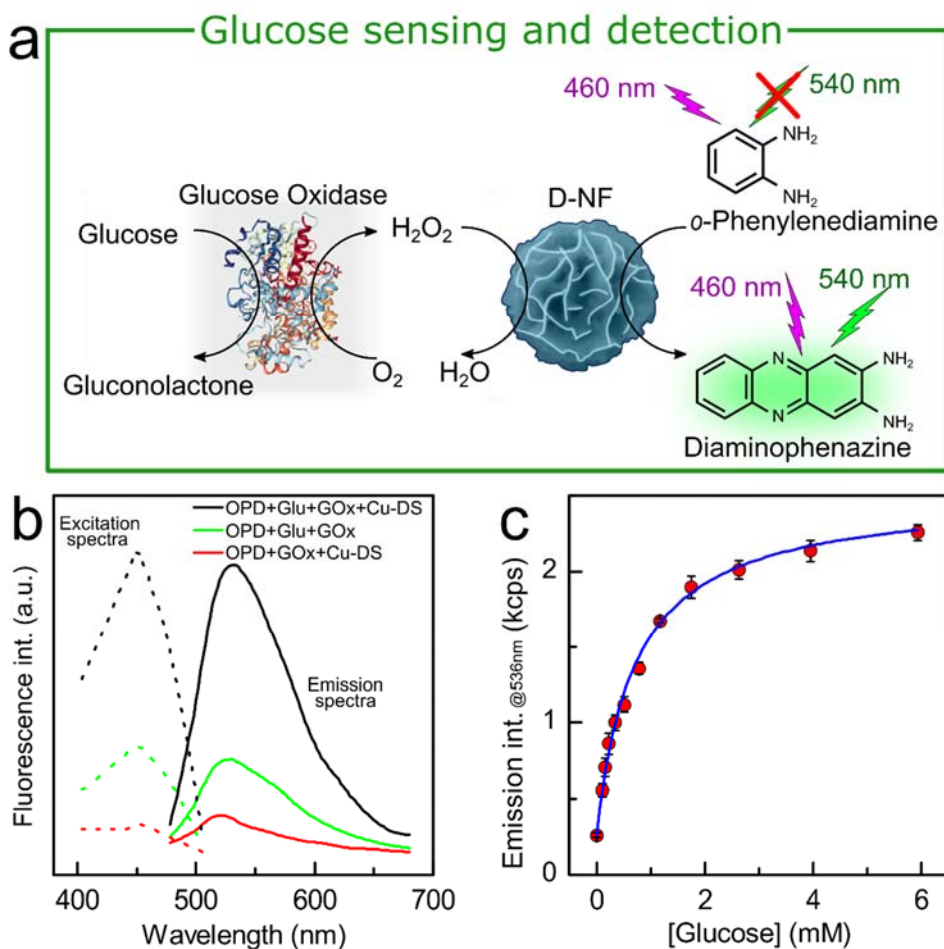 a
Glucose sensing and detection
460 nm
540 nm
NH₂
NH₂
o-Phenylenediamine
Glucose Oxidase
Glucose
H₂O₂
D-NF
Gluconolactone
O₂
H₂O
460 nm
540 nm
N
N
NH₂
NH₂
Diaminophenazine
b
Excitation
spectra
OPD+Glu+GOx+Cu-DS
OPD+Glu+GOx
OPD+GOx+Cu-DS
Emission
spectra
Fluorescence int. (a.u.)
400 500 600 700
Wavelength (nm)
c
Emission int.@536nm (kcps)
2
1
0
0 2 4 6
[Glucose] (mM)